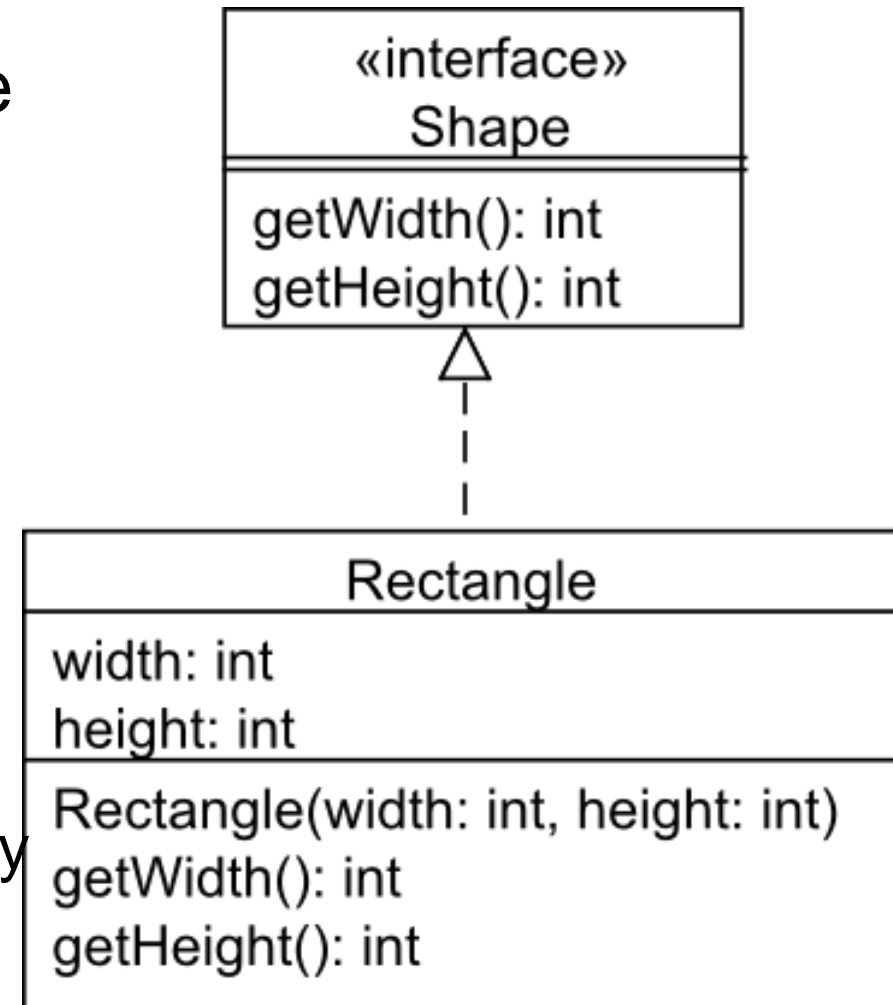 e
«interface»
Shape
getWidth(): int
getHeight(): int
Rectangle
width: int
height: int
Rectangle(width: int, height: int)
y
getWidth(): int
getHeight(): int